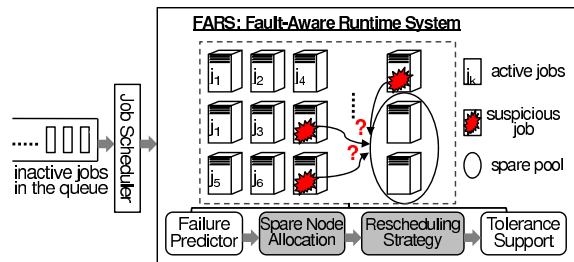 FARS: Fault-Aware Runtime System
j1 j2 j4
jk active jobs
j1 j3
? suspicious job
?
j5 j6
spare pool
......
inactive jobs
in the queue
Job Scheduler
Failure Predictor
Spare Node Allocation
Rescheduling Strategy
Tolerance Support